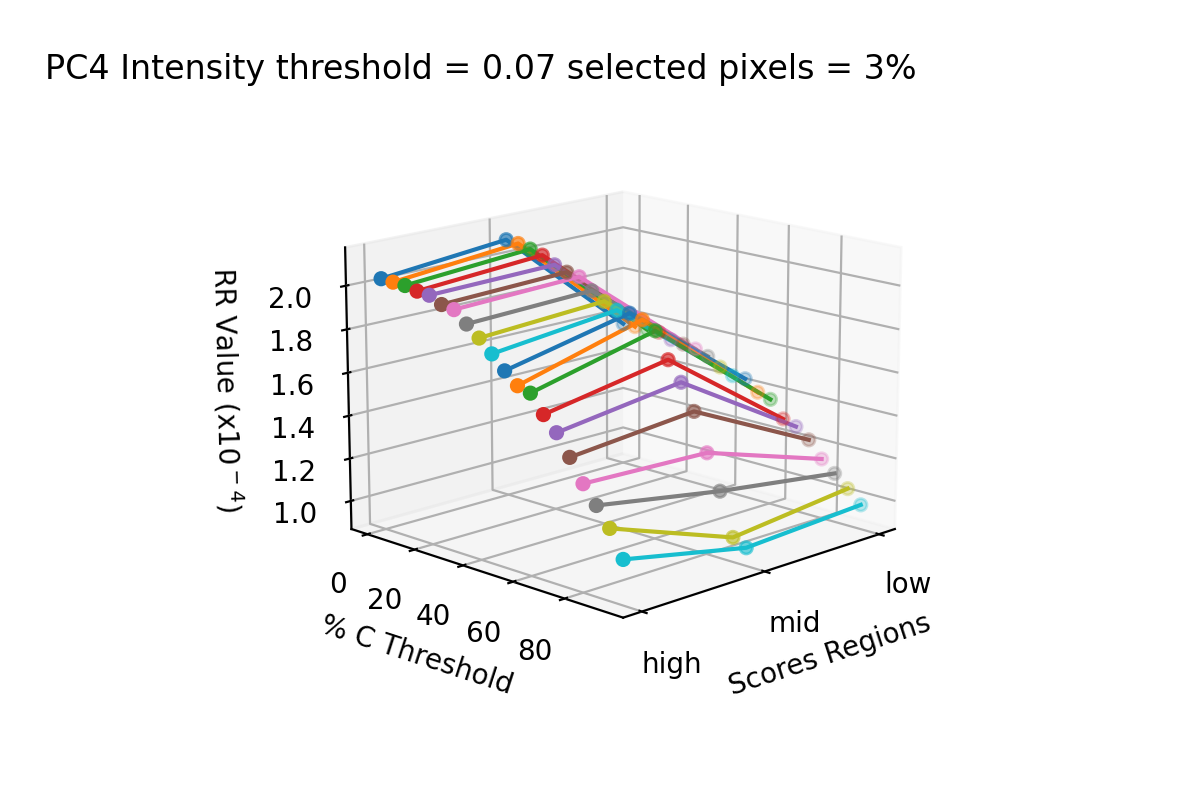 PC4 Intensity threshold = 0.07 selected pixels = 3%
RR Value (x10⁻⁴)
2.0
1.8
1.6
1.4
1.2
1.0
0
20
40
60
80
% C Threshold
high
mid
low
Scores Regions